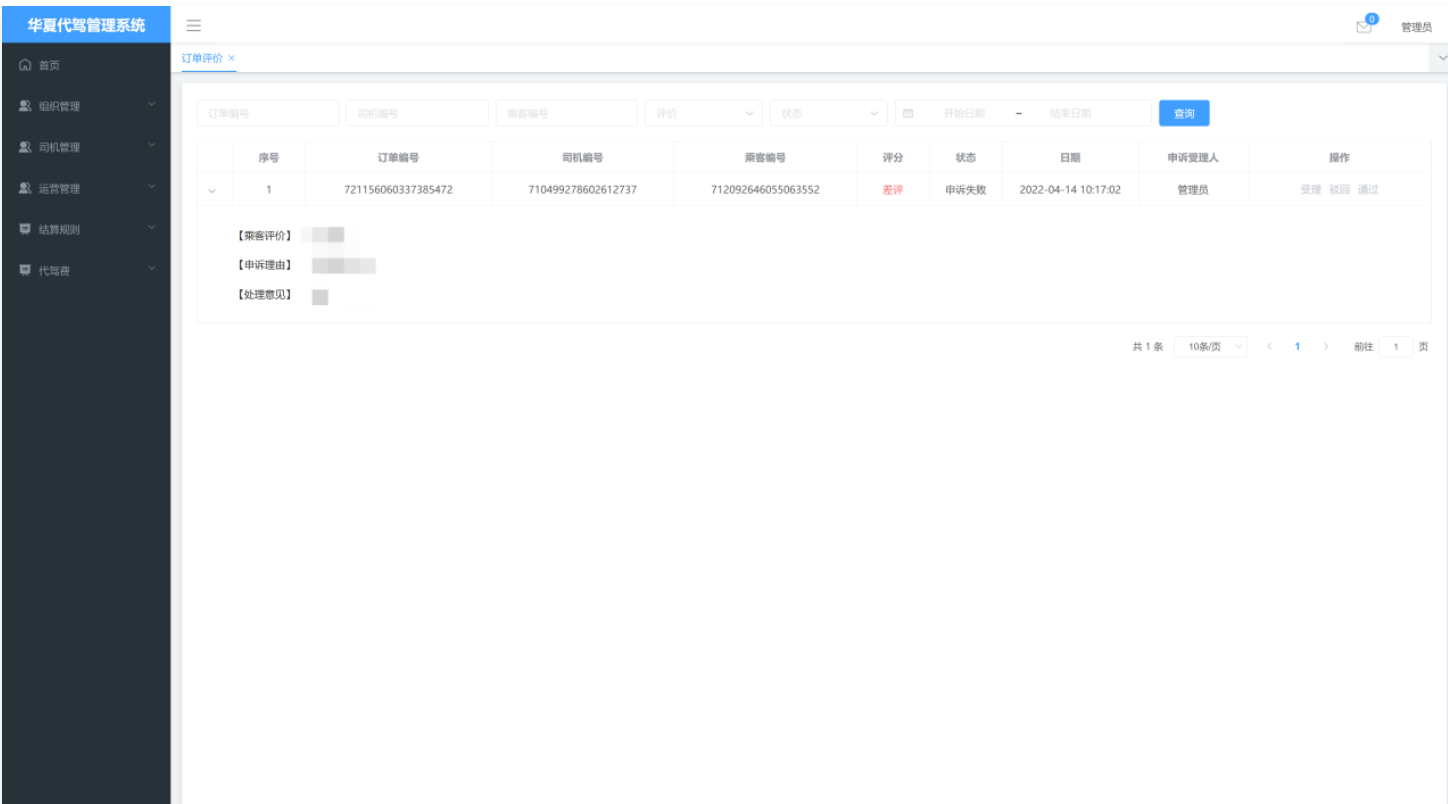 华夏代驾管理系统
0
管理员
首页
订单评价 ×
组织管理
司机管理
运营管理
结算规则
代驾费
订单编号 司机编号 乘客编号 评价 状态 开始日期 ~ 结束日期 查询
序号 订单编号 司机编号 乘客编号 评分 状态 日期 申诉受理人 操作
1 721156060337385472 710499278602612737 712092646055063552 差评 申诉失败 2022-04-14 10:17:02 管理员 受理 驳回 通过
【乘客评价】
【申诉理由】
【处理意见】
共 1 条 10条/页 < 1 > 前往 1 页